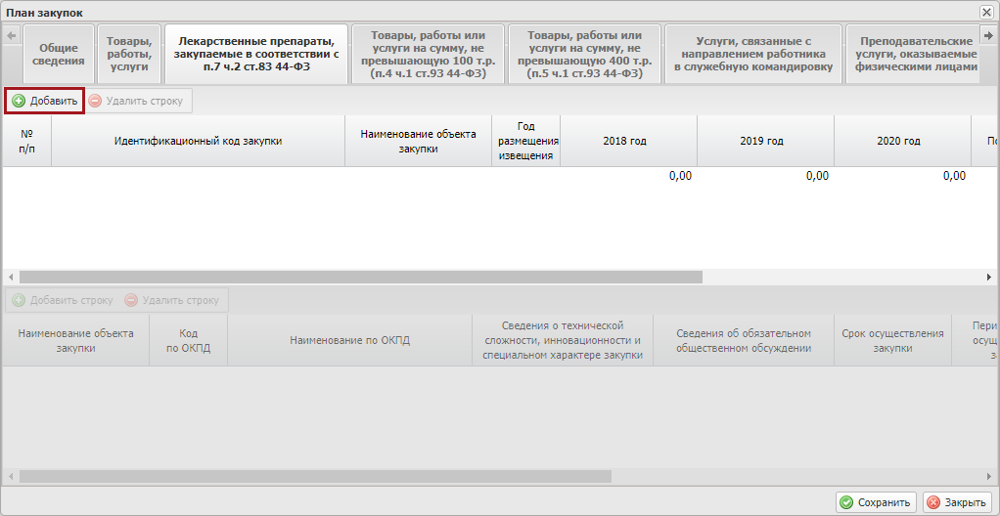 План закупок
Общие
сведения
Товары,
работы,
услуги
Лекарственные препараты,
закупаемые в соответствии с
п.7 ч.2 ст.83 44-ФЗ
Товары, работы или
услуги на сумму, не
превышающую 100 т.р.
(п.4 ч.1 ст.93 44-ФЗ)
Товары, работы или
услуги на сумму, не
превышающую 400 т.р.
(п.5 ч.1 ст.93 44-ФЗ)
Услуги, связанные с
направлением работника
в служебную командировку
Преподавательские
услуги, оказываемые
физическими лицами
Добавить
Удалить строку
№
п/п
Идентификационный код закупки
Наименование объекта
закупки
Год
размещения
извещения
2018 год
2019 год
2020 год
По
0,00
0,00
0,00
Добавить строку
Удалить строку
Наименование объекта
закупки
Код
по ОКПД
Наименование по ОКПД
Сведения о технической
сложности, инновационности и
специальном характере закупки
Сведения об обязательном
общественном обсуждении
Срок осуществления
закупки
Пери
осущ
з
Сохранить
Закрыть